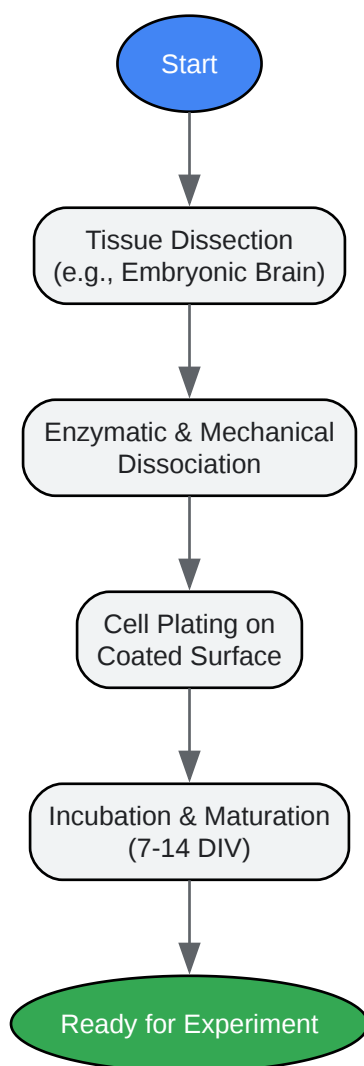 Start
Tissue Dissection
(e.g., Embryonic Brain)
Enzymatic & Mechanical
Dissociation
Cell Plating on
Coated Surface
Incubation & Maturation
(7-14 DIV)
Ready for Experiment